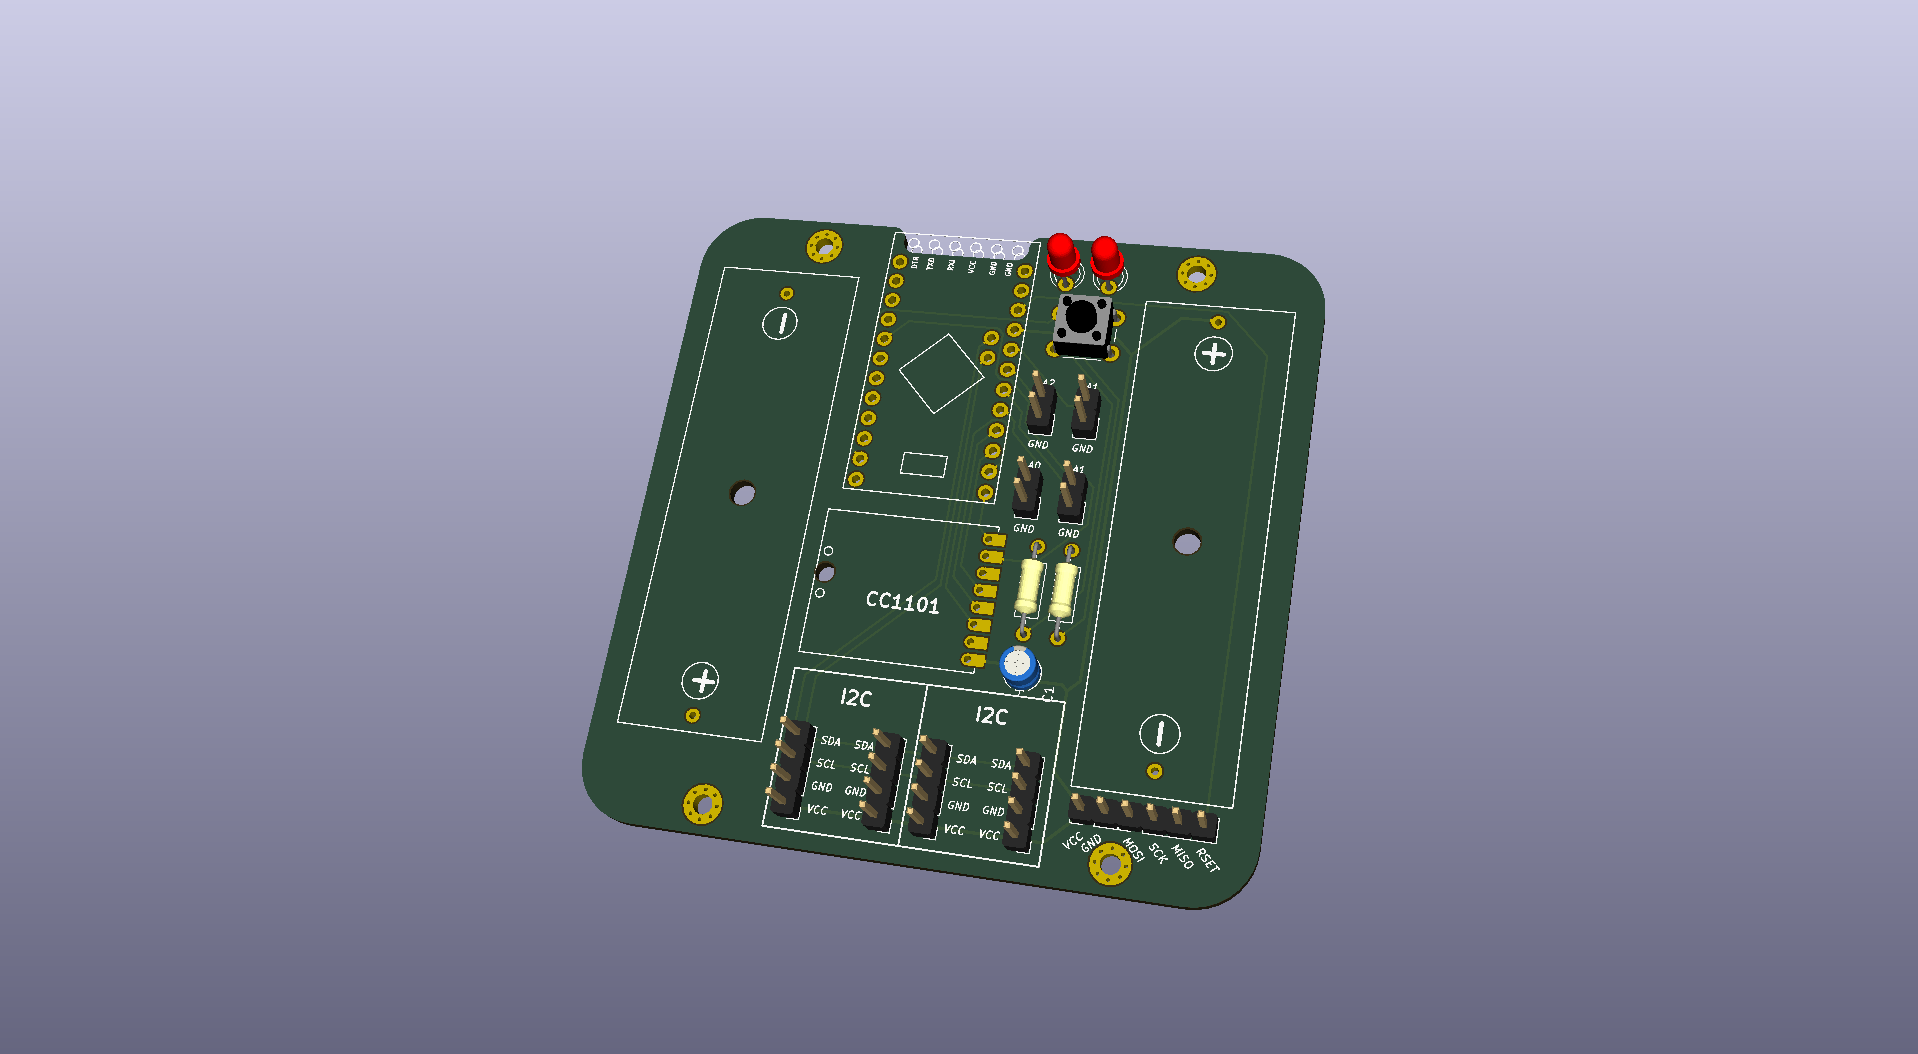 DTR TXD RXD VCC GND GND
A2 A1
GND GND
A0 A1
GND GND
CC1101
C1
I2C I2C
SDA SDA SDA SDA
SCL SCL SCL SCL
GND GND GND GND
VCC VCC VCC VCC
VCC GND MOSI SCK MISO RSET